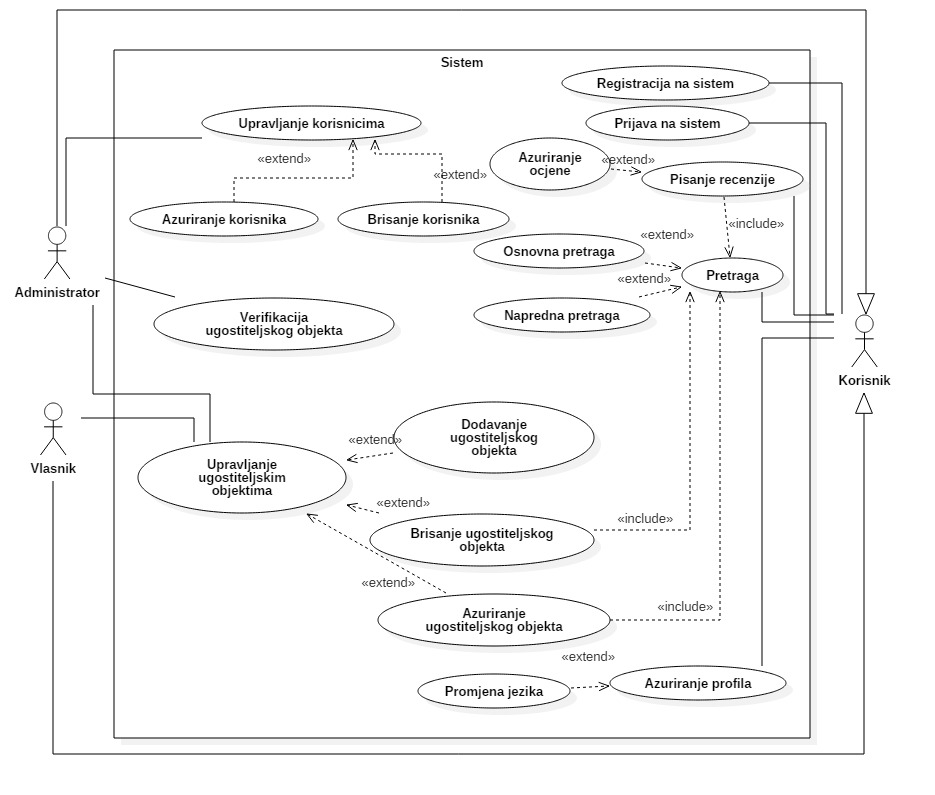 Sistem
Registracija na sistem
Upravljanje korisnicima
Prijava na sistem
«extend»
Azuriranje
ocjene
«extend»
«extend»
Pisanje recenzije
Azuriranje korisnika
Brisanje korisnika
«include»
«extend»
Osnovna pretraga
Pretraga
«extend»
Administrator
Verifikacija
ugostiteljskog objekta
Napredna pretraga
Korisnik
Vlasnik
Dodavanje
ugostiteljskog
objekta
«extend»
Upravljanje
ugostiteljskim
objektima
«extend»
«include»
Brisanje ugostiteljskog
objekta
«extend»
«include»
Azuriranje
ugostiteljskog objekta
«extend»
Promjena jezika
Azuriranje profila